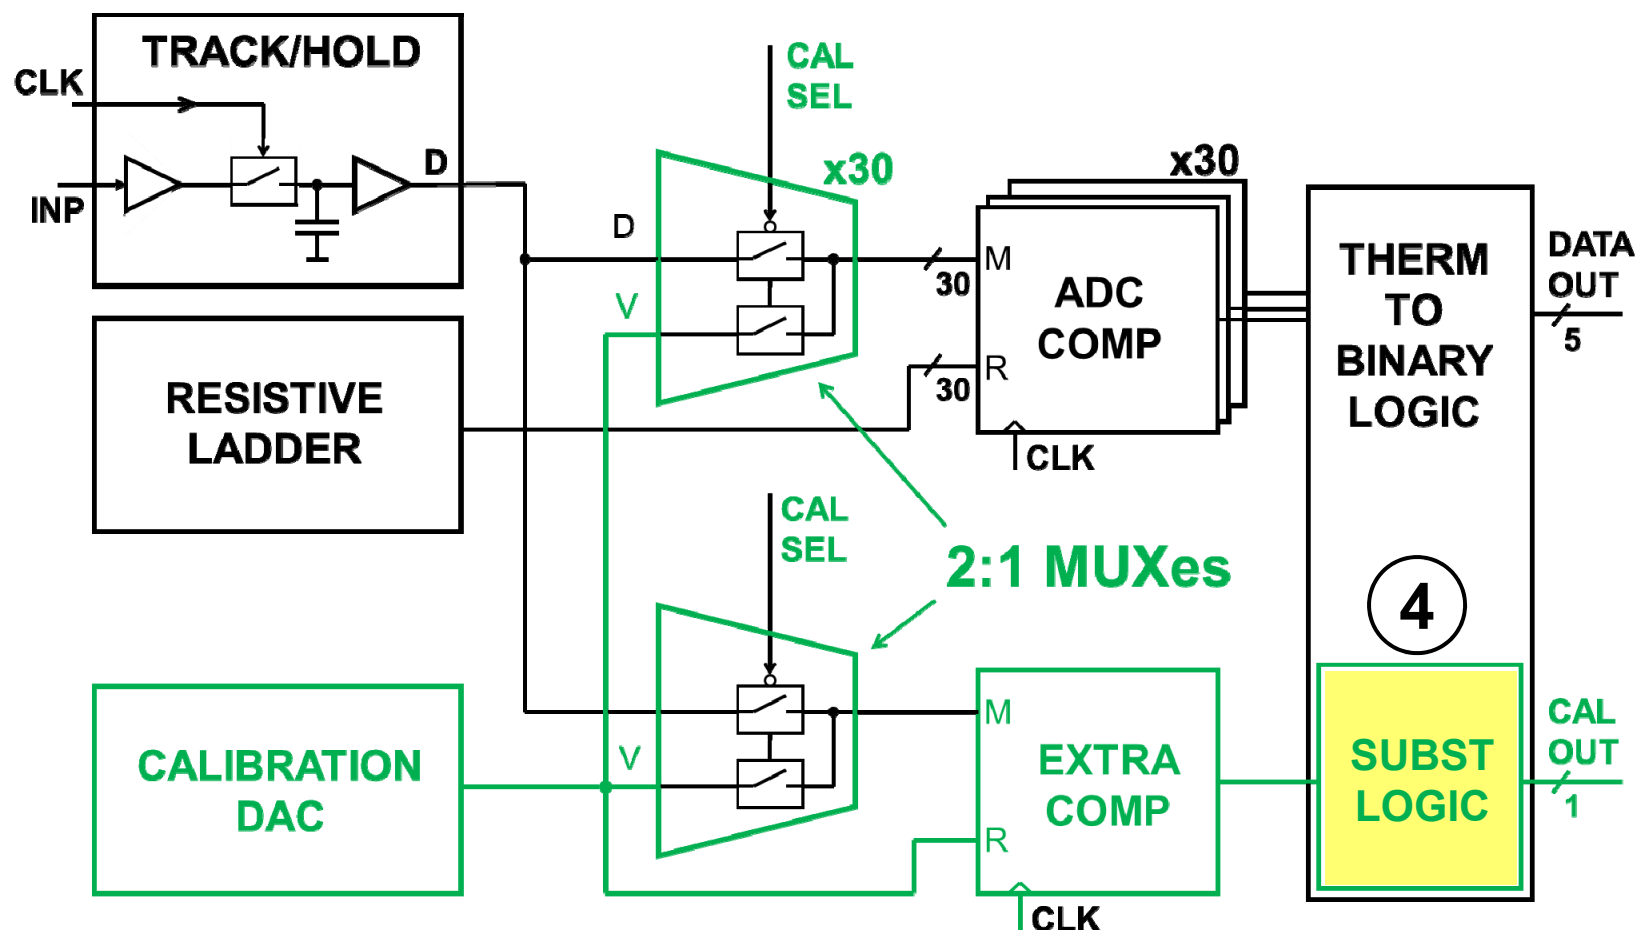 TRACK/HOLD
CLK
INP
D
CAL
SEL
x30
x30
D
V
30
M
ADC
COMP
30
R
CLK
THERM
TO
BINARY
LOGIC
DATA
OUT
5
RESISTIVE
LADDER
CAL
SEL
2:1 MUXes
4
CALIBRATION
DAC
V
M
EXTRA
COMP
R
CLK
SUBST
LOGIC
CAL
OUT
1